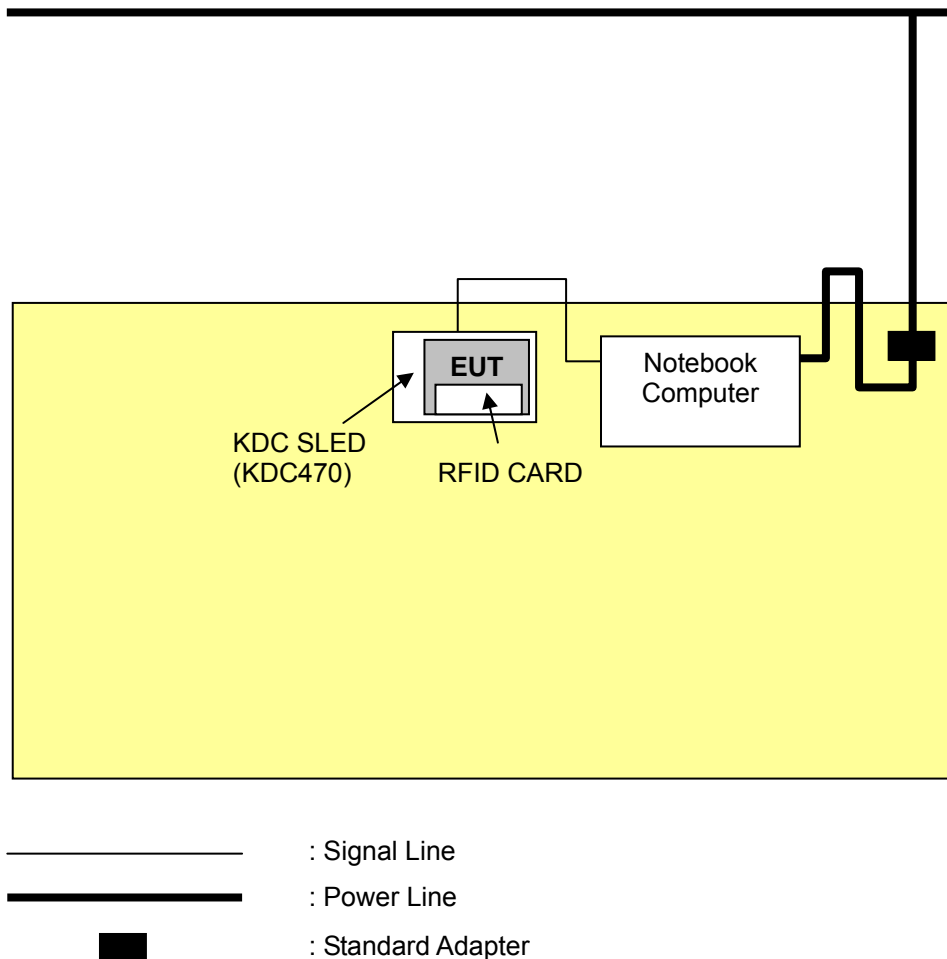 EUT
Notebook
Computer
KDC SLED
(KDC470)
RFID CARD
: Signal Line
: Power Line
: Standard Adapter